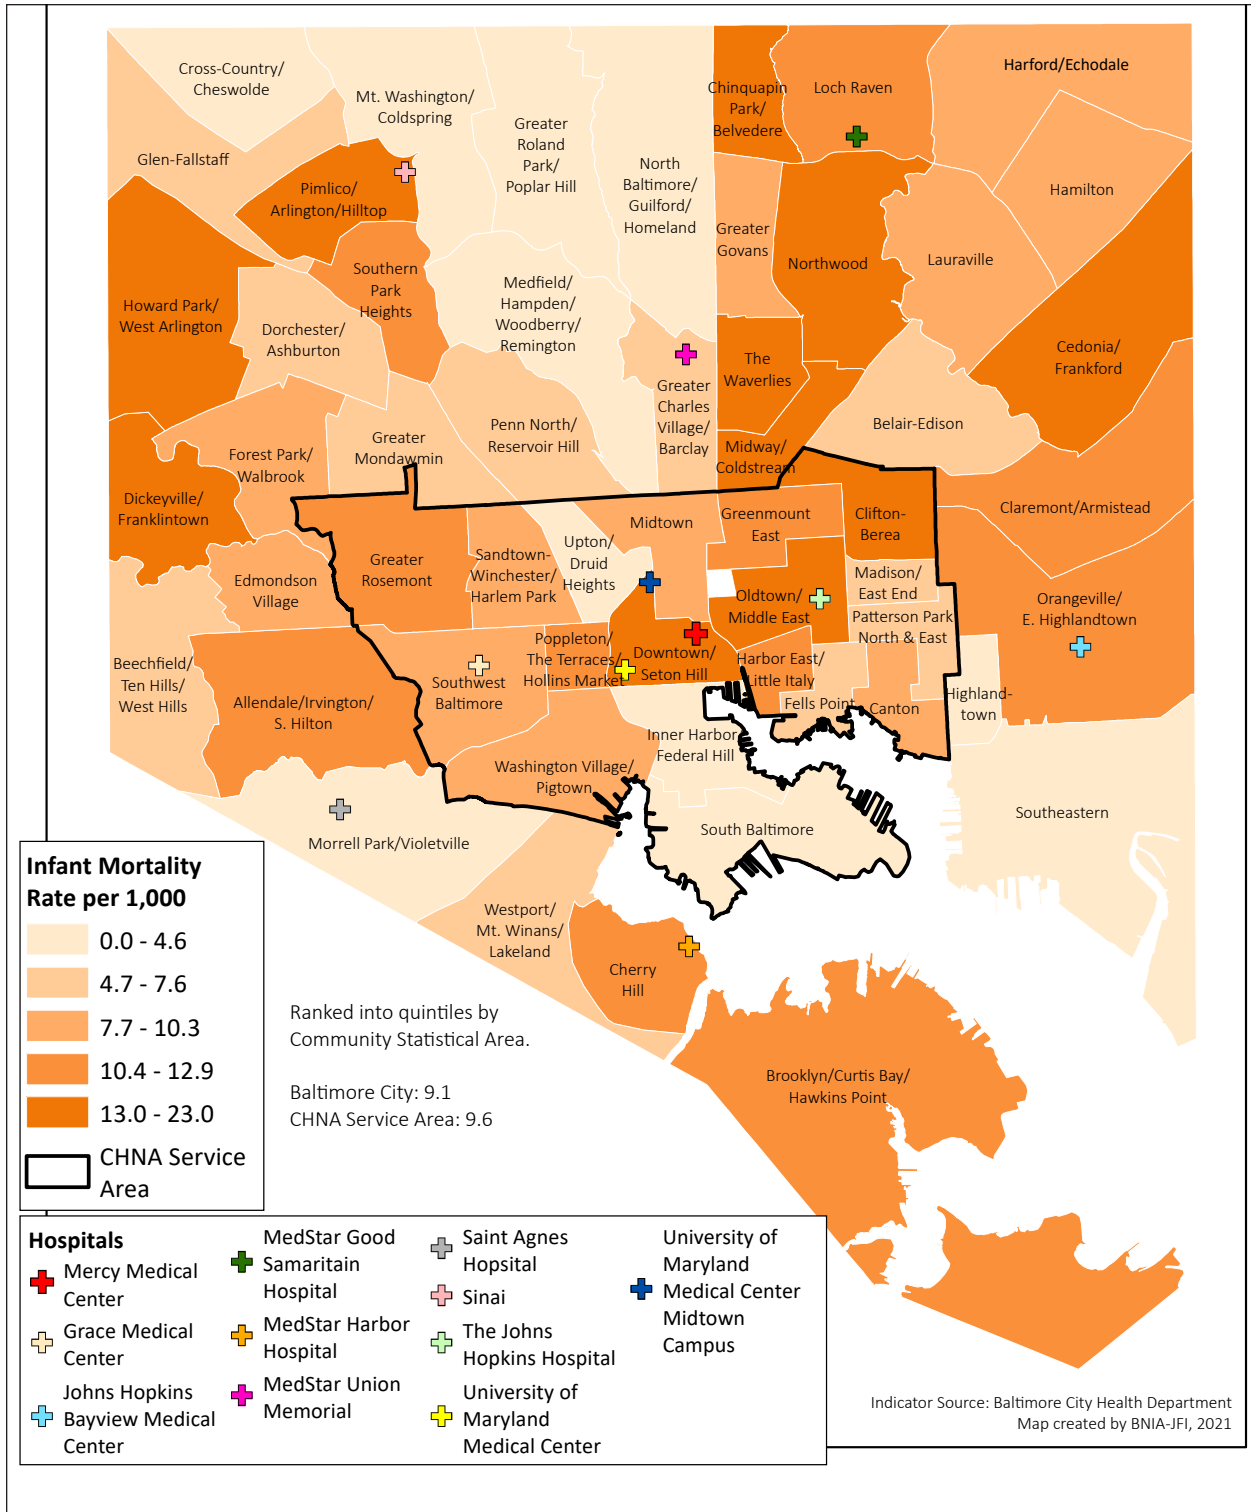 Cross-Country/
Cheswolde
Mt. Washington/
Coldspring
Greater
Roland
Park/
Poplar Hill
North
Baltimore/
Guilford/
Homeland
Chinquapin
Park/
Belvedere
Loch Raven
Harford/Echodale
Glen-Fallstaff
Pimlico/
Arlington/Hilltop
Hamilton
Greater
Govans
Northwood
Lauraville
Southern
Park
Heights
Howard Park/
West Arlington
Dorchester/
Ashburton
Medfield/
Hampden/
Woodberry/
Remington
The
Waverlies
Cedonia/
Frankford
Greater
Charles
Village/
Barclay
Belair-Edison
Penn North/
Reservoir Hill
Greater
Mondawmin
Forest Park/
Walbrook
Midway/
Coldstream
Dickeyville/
Franklintown
Claremont/Armistead
Clifton-
Berea
Greenmount
East
Midtown
Upton/
Druid
Heights
Sandtown-
Winchester/
Harlem Park
Greater
Rosemont
Edmondson
Village
Madison/
East End
Oldtown/
Middle East
Patterson Park
North & East
Orangeville/
E. Highlandtown
Beechfield/
Ten Hills/
West Hills
Allendale/Irvington/
S. Hilton
Southwest
Baltimore
Poppleton/
The Terraces/
Hollins Market
Downtown/
Seton Hill
Harbor East/
Little Italy
Fells Point
Canton
Highland-
town
Inner Harbor/
Federal Hill
Washington Village/
Pigtown
South Baltimore
Southeastern
Morrell Park/Violetville
Westport/
Mt. Winans/
Lakeland
Cherry
Hill
Brooklyn/Curtis Bay/
Hawkins Point
Infant Mortality
Rate per 1,000
0.0 - 4.6
4.7 - 7.6
7.7 - 10.3
10.4 - 12.9
13.0 - 23.0
CHNA Service
Area
Ranked into quintiles by
Community Statistical Area.
Baltimore City: 9.1
CHNA Service Area: 9.6
Hospitals
Mercy Medical
Center
Grace Medical
Center
Johns Hopkins
Bayview Medical
Center
MedStar Good
Samaritain
Hospital
MedStar Harbor
Hospital
MedStar Union
Memorial
Saint Agnes
Hopsital
Sinai
The Johns
Hopkins Hospital
University of
Maryland
Medical Center
University of
Maryland
Medical Center
Midtown
Campus
Indicator Source: Baltimore City Health Department
Map created by BNIA-JFI, 2021